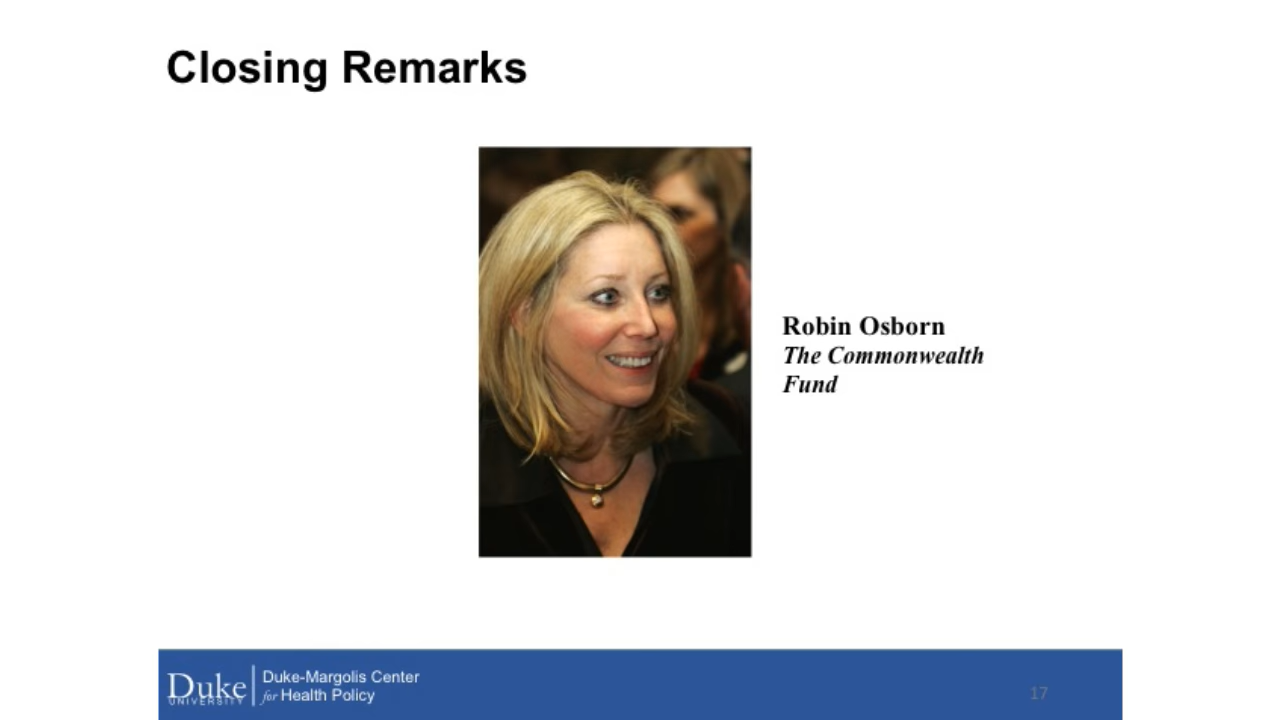 Closing Remarks
Robin Osborn
The Commonwealth
Fund
Duke
UNIVERSITY
Duke-Margolis Center
for Health Policy
17